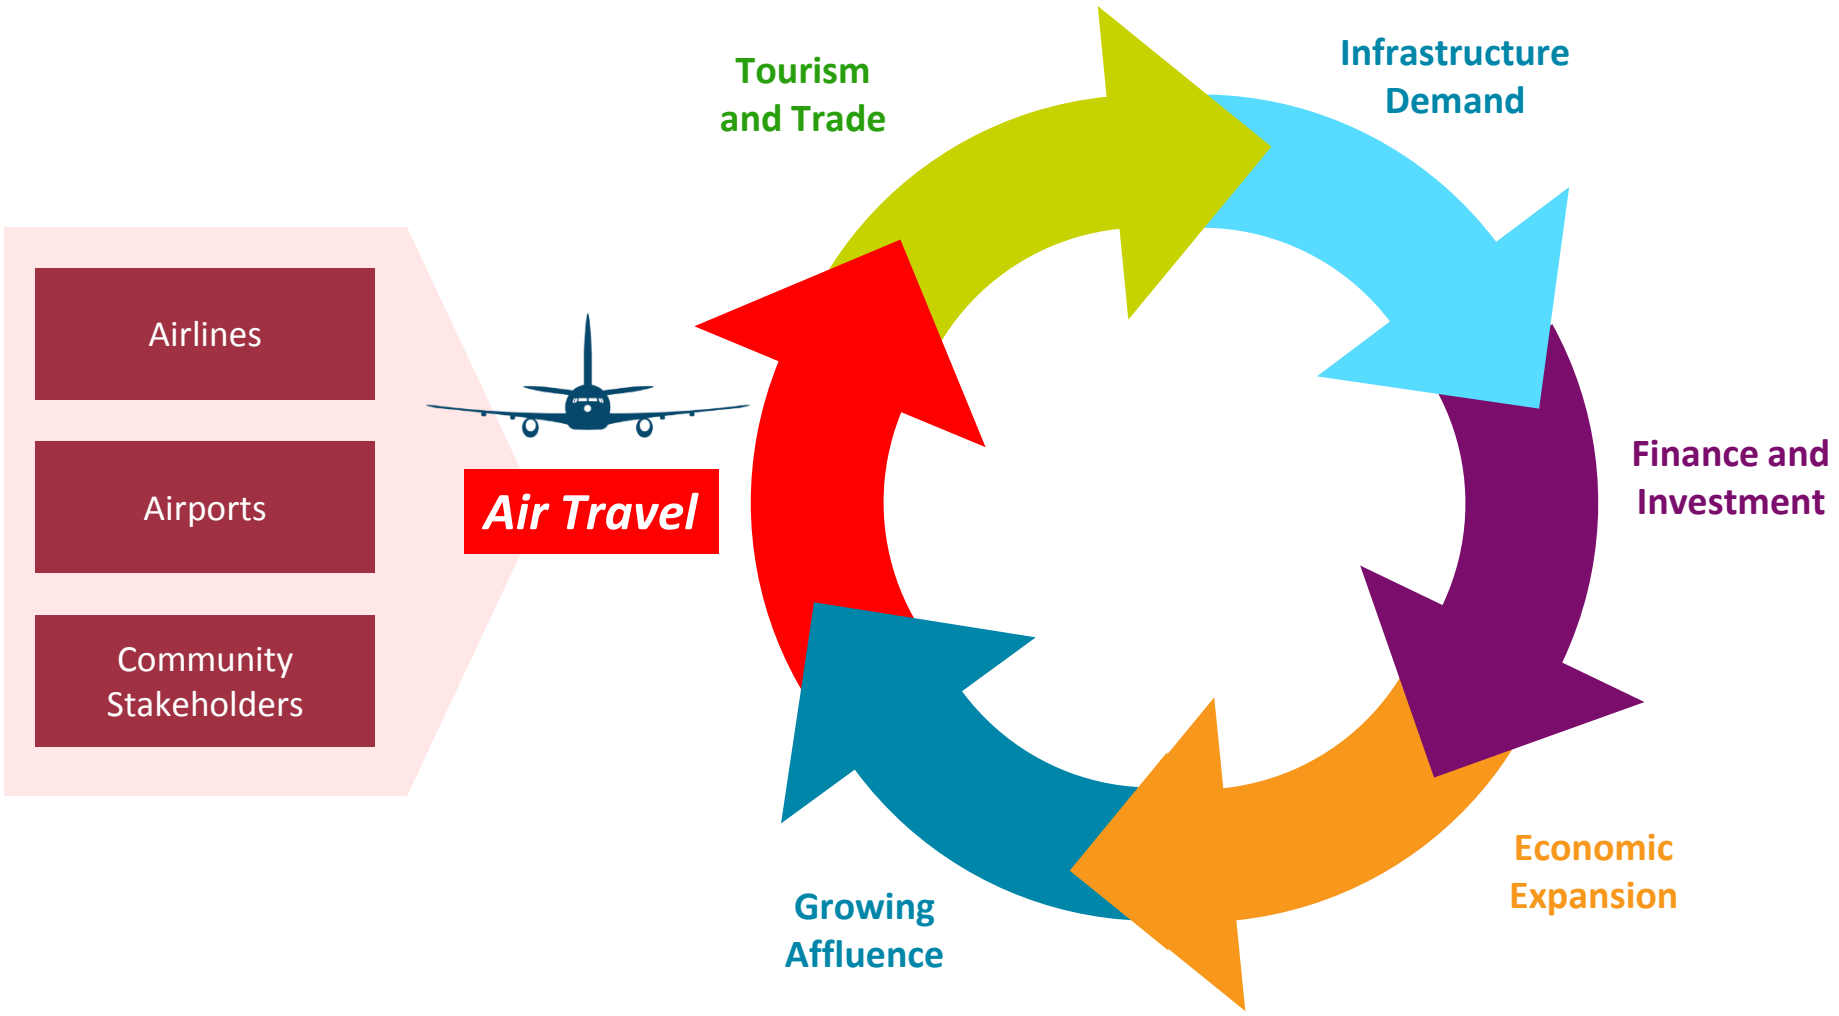 Tourism
and Trade
Infrastructure
Demand
Airlines
Airports
Community
Stakeholders
Air Travel
Finance and
Investment
Economic
Expansion
Growing
Affluence